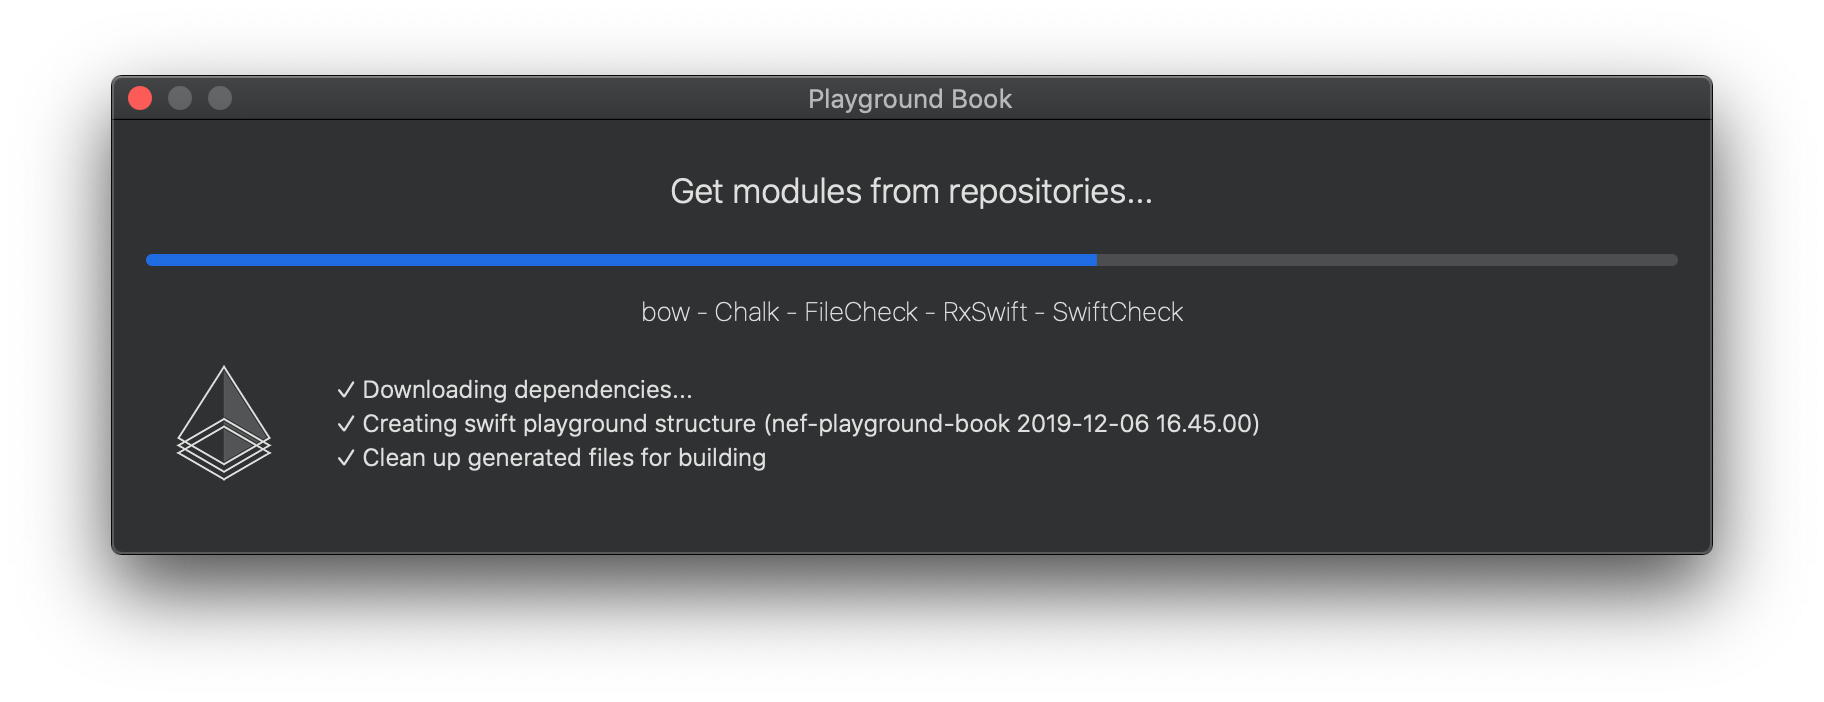 Playground Book
Get modules from repositories...
bow - Chalk - FileCheck - RxSwift - SwiftCheck
✓ Downloading dependencies...
✓ Creating swift playground structure (nef-playground-book 2019-12-06 16.45.00)
✓ Clean up generated files for building